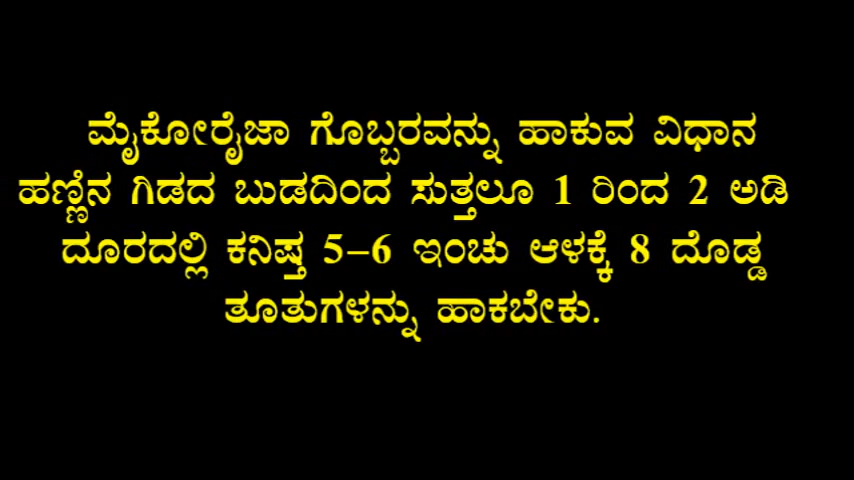 ಮೈಕೋರೈಜಾ ಗೊಬ್ಬರವನ್ನು ಹಾಕುವ ವಿಧಾನ
ಹಣ್ಣಿನ ಗಿಡದ ಬುಡದಿಂದ ಸುತ್ತಲೂ 1 ರಿಂದ 2 ಅಡಿ
ದೂರದಲ್ಲಿ ಕನಿಷ್ತ 5-6 ಇಂಚು ಆಳಕ್ಕೆ 8 ದೊಡ್ಡ
ತೂತುಗಳನ್ನು ಹಾಕಬೇಕು.